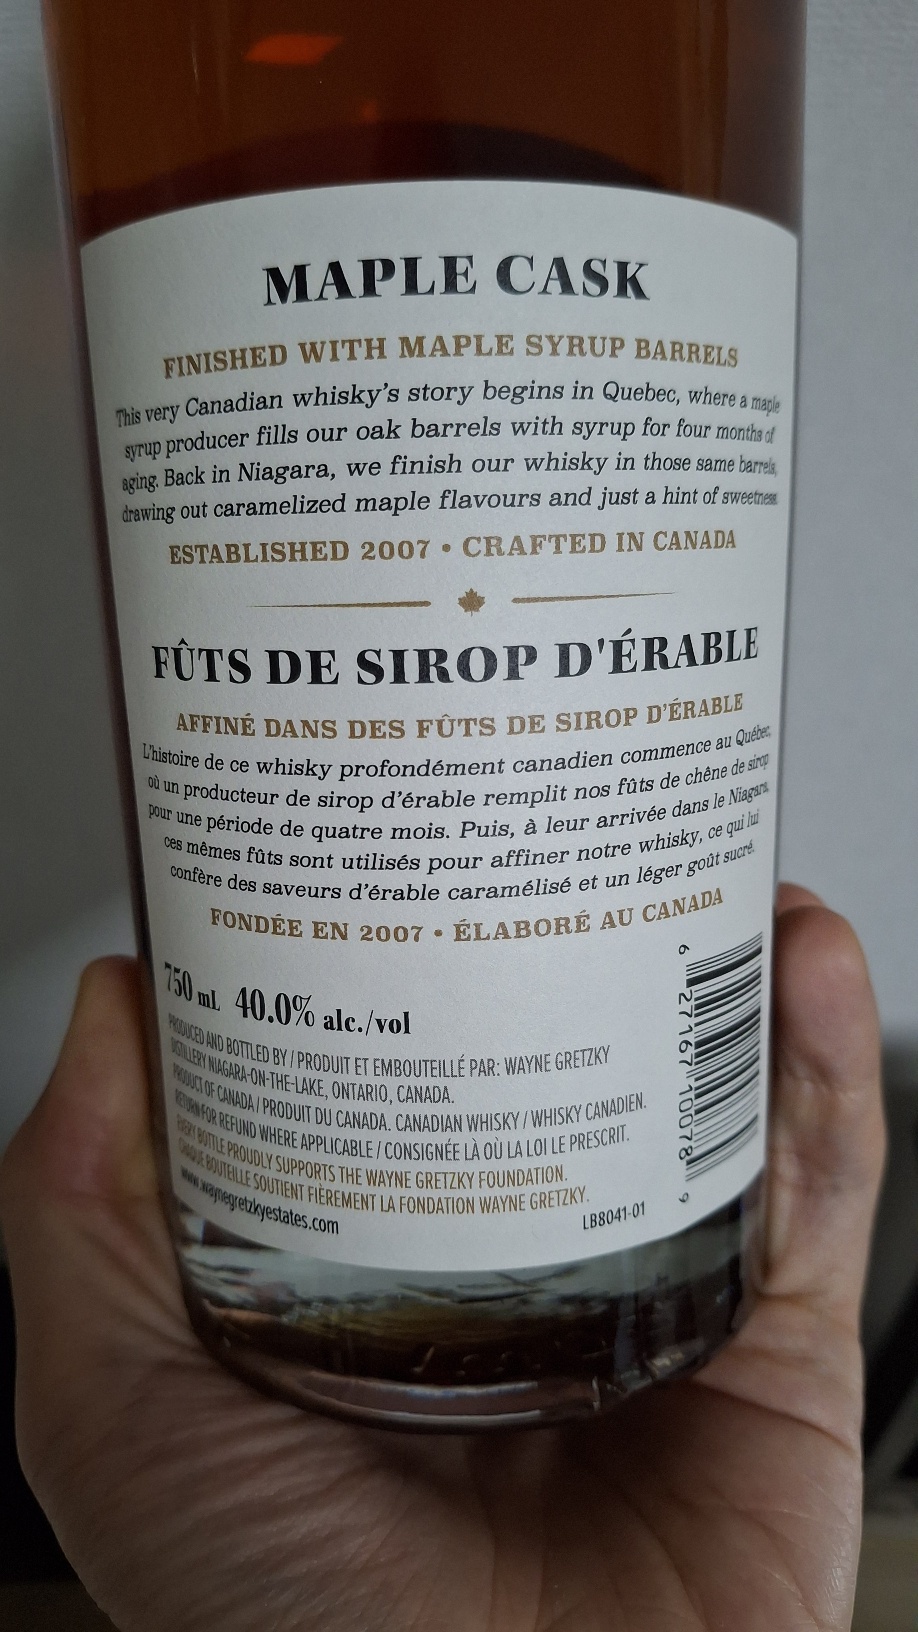 MAPLE CASK
FINISHED WITH MAPLE SYRUP BARRELS
This very Canadian whisky's story begins in Quebec, where a maple
syrup producer fills our oak barrels with syrup for four months of
aging. Back in Niagara, we finish our whisky in those same barrels,
drawing out caramelized maple flavours and just a hint of sweetness.
ESTABLISHED 2007 • CRAFTED IN CANADA
FÛTS DE SIROP D'ÉRABLE
AFFINÉ DANS DES FÛTS DE SIROP D'ÉRABLE
L'histoire de ce whisky profondément canadien commence au Québec,
où un producteur de sirop d'érable remplit nos fûts de chêne de sirop
pour une période de quatre mois. Puis, à leur arrivée dans le Niagara,
ces mêmes fûts sont utilisés pour affiner notre whisky, ce qui lui
confère des saveurs d'érable caramélisé et un léger goût sucré.
FONDÉE EN 2007 • ÉLABORÉ AU CANADA
750 mL 40.0% alc./vol
PRODUCED AND BOTTLED BY / PRODUIT ET EMBOUTEILLÉ PAR: WAYNE GRETZKY
DISTILLERY NIAGARA-ON-THE-LAKE, ONTARIO, CANADA.
PRODUCT OF CANADA / PRODUIT DU CANADA. CANADIAN WHISKY / WHISKY CANADIEN.
RETURN FOR REFUND WHERE APPLICABLE / CONSIGNÉE LÀ OÙ LA LOI LE PRESCRIT.
EVERY BOTTLE PROUDLY SUPPORTS THE WAYNE GRETZKY FOUNDATION.
CHAQUE BOUTEILLE SOUTIENT FIÈREMENT LA FONDATION WAYNE GRETZKY.
www.waynegretzkyestates.com
LB8041-01
6 27167 10078 9